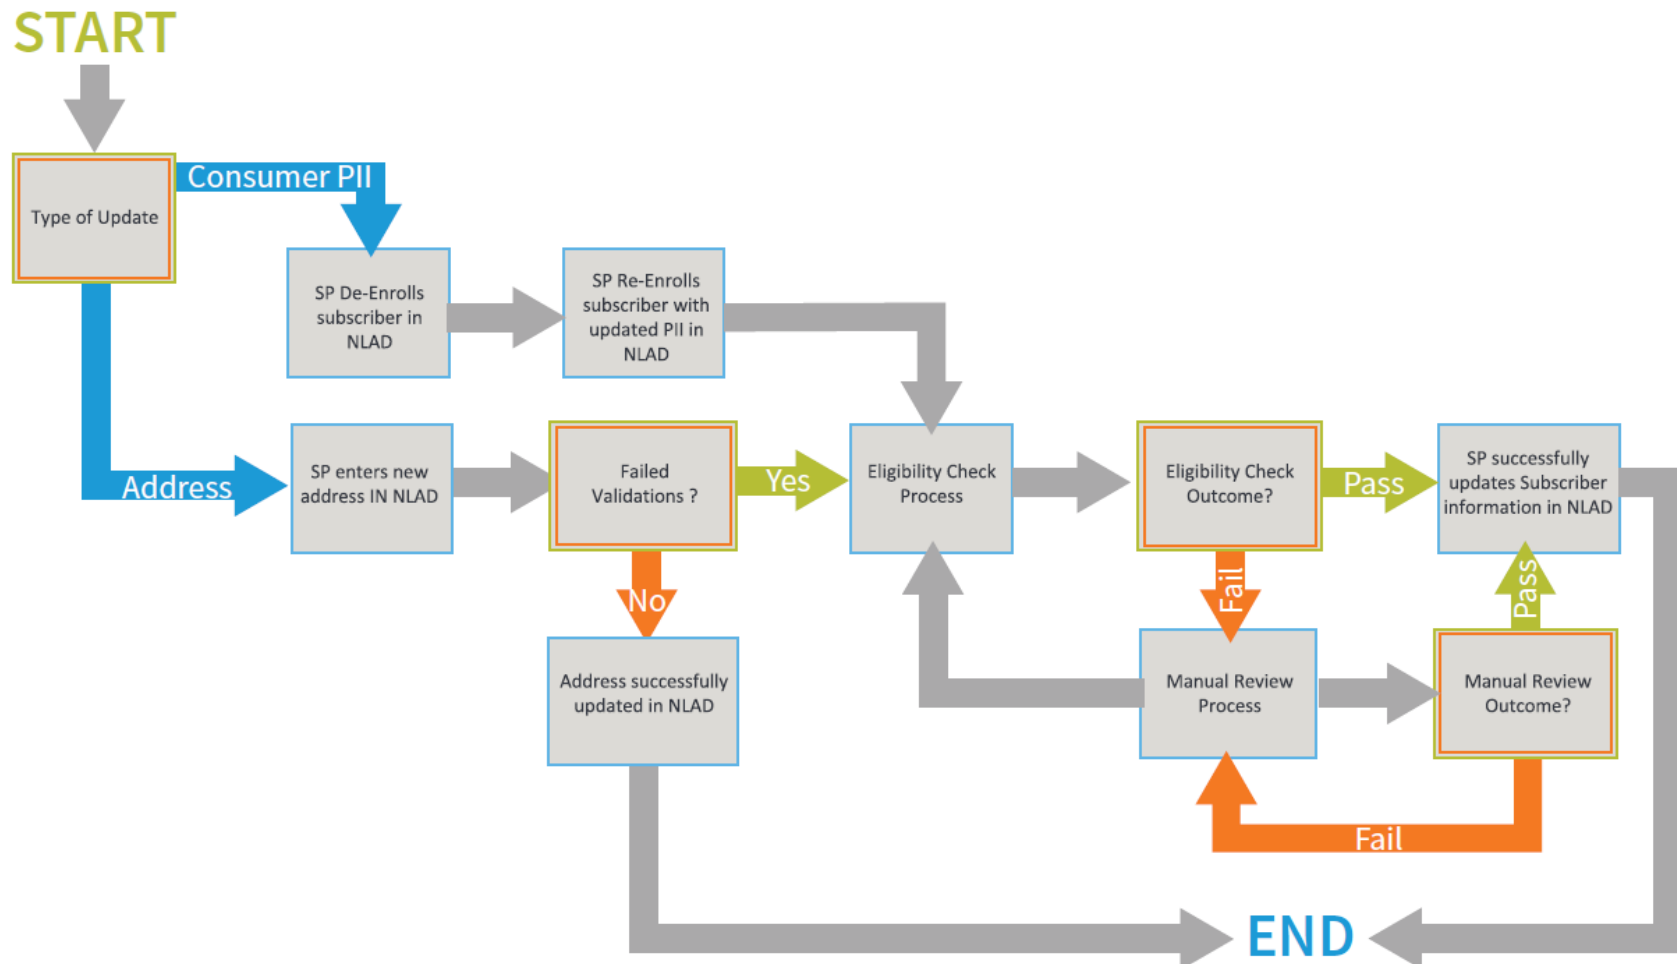 START
Consumer PII
Type of Update
SP De-Enrolls
subscriber in
NLAD
SP Re-Enrolls
subscriber with
updated PII in
NLAD
Address
SP enters new
address IN NLAD
Failed
Validations ?
Yes
Eligibility Check
Process
Eligibility Check
Outcome?
Pass
SP successfully
updates Subscriber
information in NLAD
No
Fail
Pass
Address successfully
updated in NLAD
Manual Review
Process
Manual Review
Outcome?
Fail
END